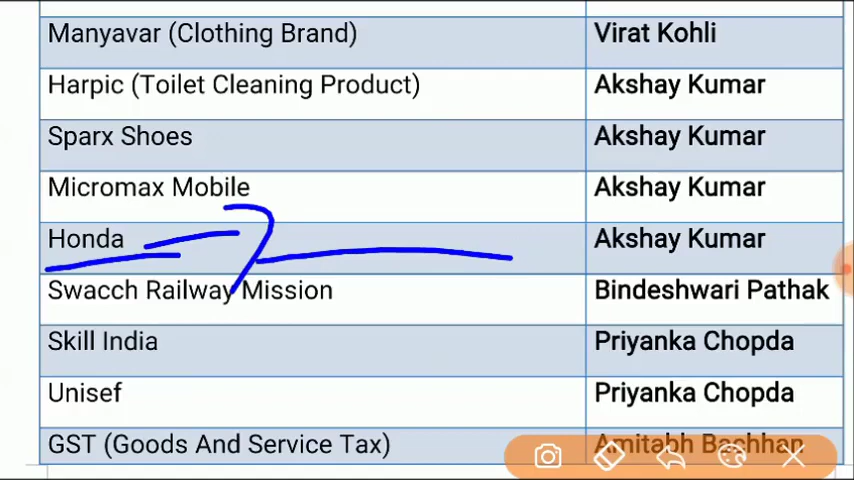 Manyavar (Clothing Brand) Virat Kohli
Harpic (Toilet Cleaning Product) Akshay Kumar
Sparx Shoes Akshay Kumar
Micromax Mobile Akshay Kumar
Honda Akshay Kumar
Swacch Railway Mission Bindeshwari Pathak
Skill India Priyanka Chopda
Unisef Priyanka Chopda
GST (Goods And Service Tax) Amitabh Bachhan